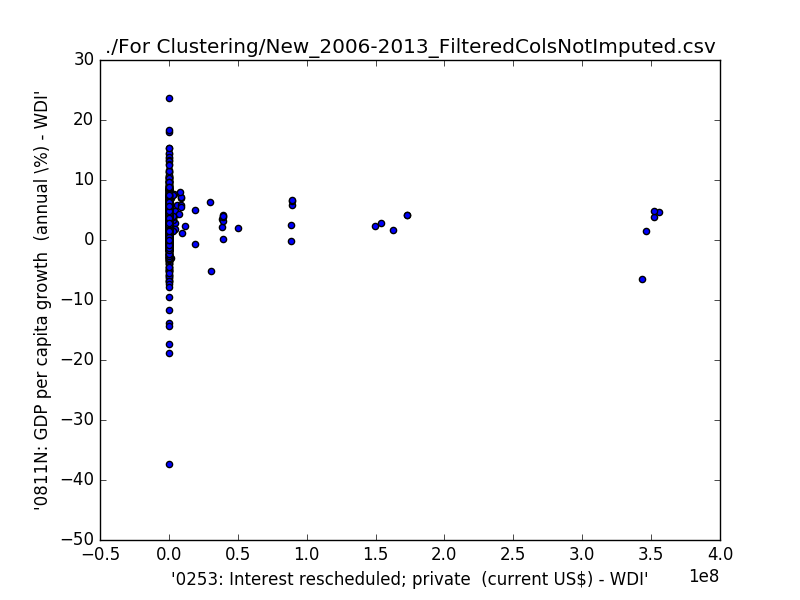 ./For Clustering/New_2006-2013_FilteredColsNotImputed.csv
30
20
10
0
−10
−20
−30
−40
−50
'0811N: GDP per capita growth  (annual \%) - WDI'
−0.5 0.0 0.5 1.0 1.5 2.0 2.5 3.0 3.5 4.0
1e8
'0253: Interest rescheduled; private  (current US$) - WDI'